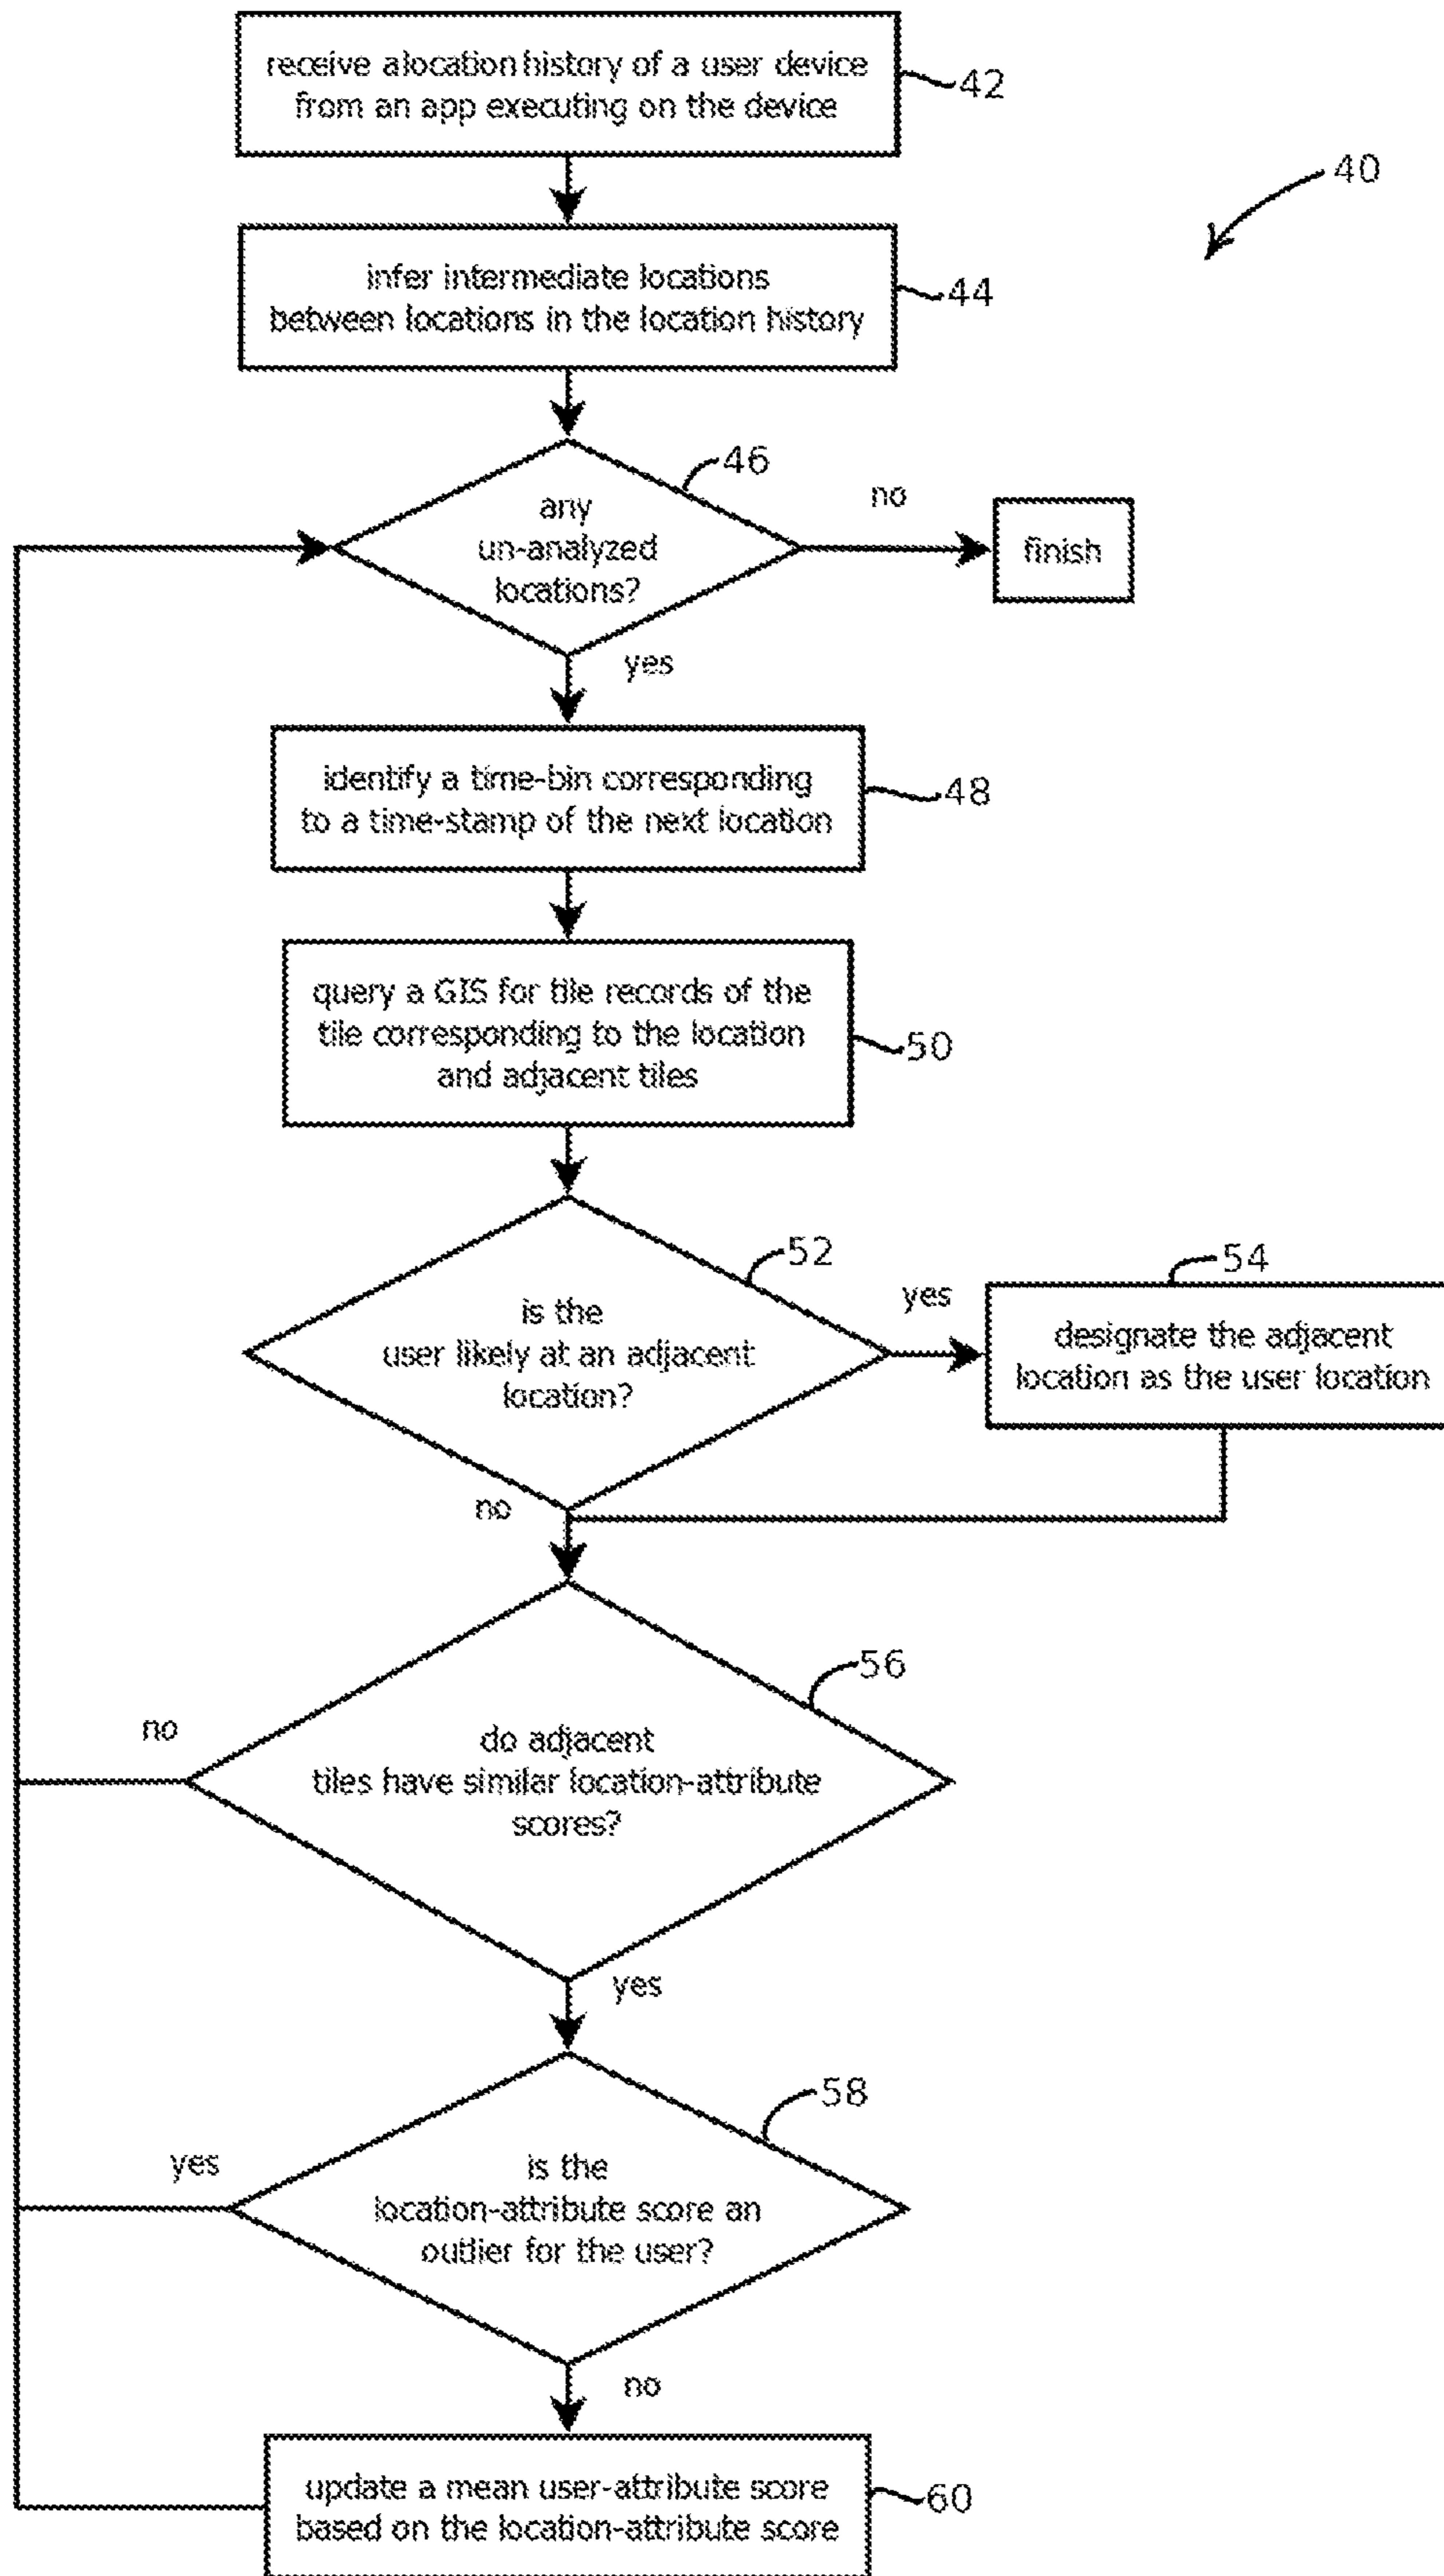 receive alocation history of a user device
from an app executing on the device
42
40
infer intermediate locations
between locations in the location history
44
46
any
un-analyzed
locations?
no
finish
yes
identify a time-bin corresponding
to a time-stamp of the next location
48
query a GIS for tile records of the
tile corresponding to the location
and adjacent tiles
50
52
is the
user likely at an adjacent
location?
yes
54
designate the adjacent
location as the user location
no
56
do adjacent
tiles have similar location-attribute
scores?
no
yes
58
is the
location-attribute score an
outlier for the user?
yes
no
update a mean user-attribute score
based on the location-attribute score
60